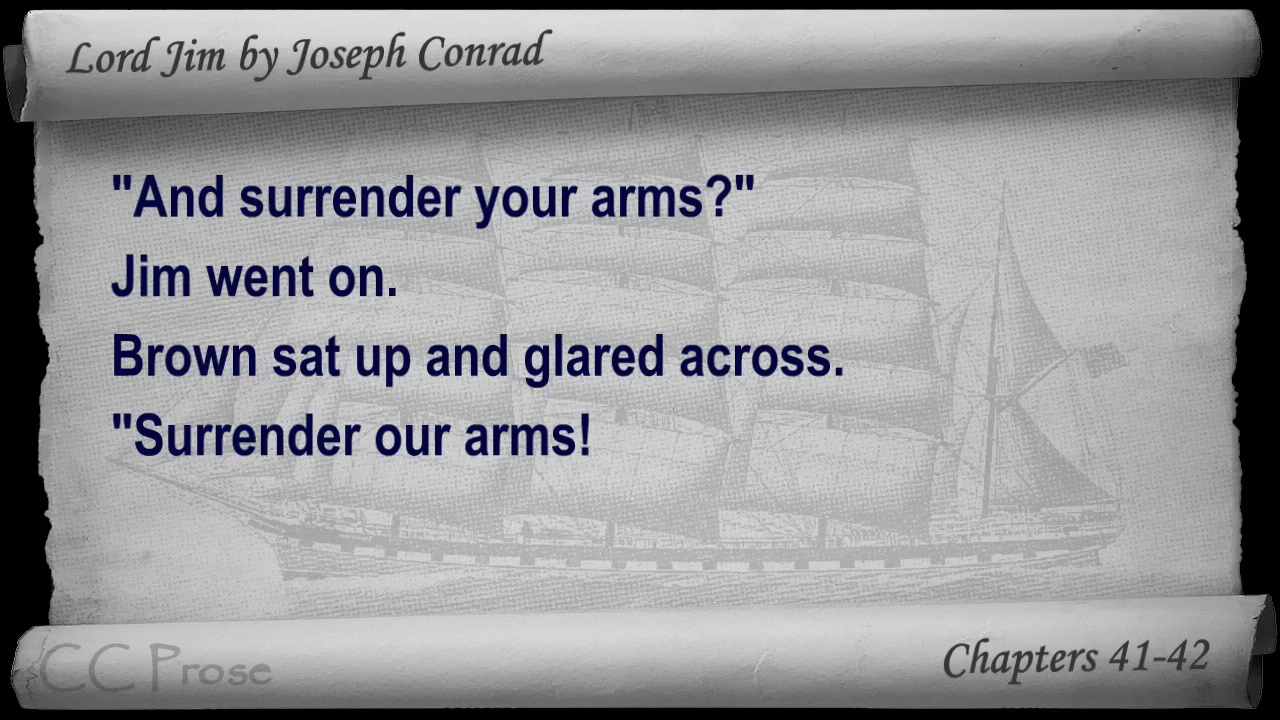 Lord Jim by Joseph Conrad
"And surrender your arms?"
Jim went on.
Brown sat up and glared across.
"Surrender our arms!
CC Prose
Chapters 41-42